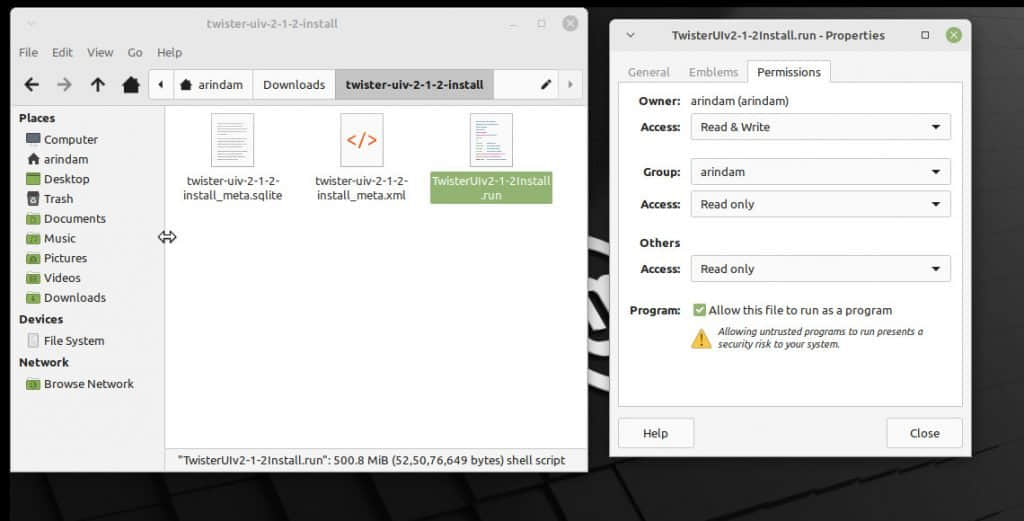 twister-uiv-2-1-2-install
File Edit View Go Help
arindam Downloads twister-uiv-2-1-2-install
Places
Computer
arindam
Desktop
Trash
Documents
Music
Pictures
Videos
Downloads
Devices
File System
Network
Browse Network
twister-uiv-2-1-2-
install_meta.sqlite
</>
twister-uiv-2-1-2-
install_meta.xml
TwisterUIv2-1-2Install
.run
"TwisterUIv2-1-2Install.run": 500.8 MiB (52,50,76,649 bytes) shell script
TwisterUIv2-1-2Install.run - Properties
General Emblems Permissions
Owner: arindam (arindam)
Access: Read & Write
Group: arindam
Access: Read only
Others
Access: Read only
Program: Allow this file to run as a program
Allowing untrusted programs to run presents a
security risk to your system.
Help Close